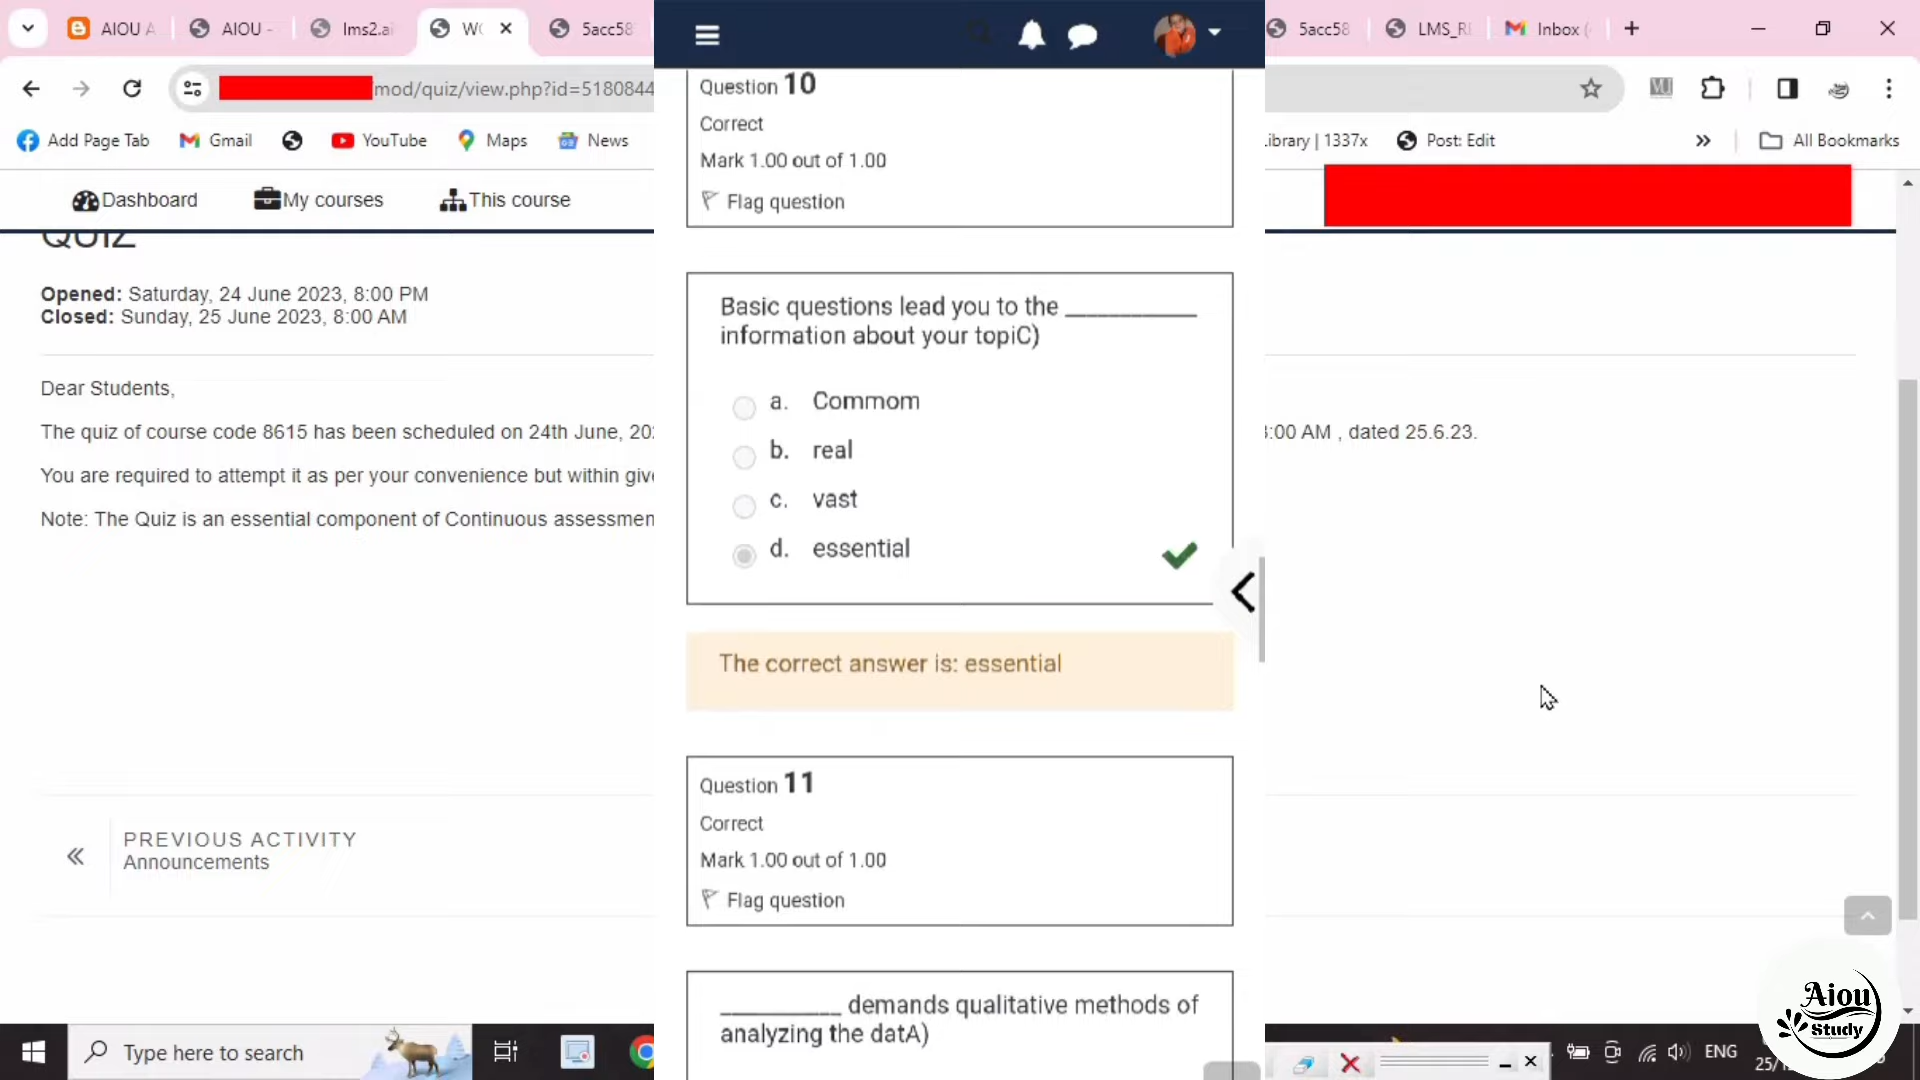 AIOU A
AIOU -
lms2.ai
5acc58
5acc58
Inbox (
mod/quiz/view.php?id=5180844
Add Page Tab
Gmail
YouTube
Maps
News
ibrary | 1337x
Post: Edit
All Bookmarks
Dashboard
My courses
This course
QUIZ
Opened: Saturday, 24 June 2023, 8:00 PM
Closed: Sunday, 25 June 2023, 8:00 AM
Dear Students,
The quiz of course code 8615 has been scheduled on 24th June, 20
:00 AM , dated 25.6.23.
You are required to attempt it as per your convenience but within giv
Note: The Quiz is an essential component of Continuous assessmen
PREVIOUS ACTIVITY
Announcements
Question 10
Correct
Mark 1.00 out of 1.00
Flag question
Basic questions lead you to the __________
information about your topiC)
a. Commom
b. real
c. vast
d. essential
The correct answer is: essential
Question 11
Correct
Mark 1.00 out of 1.00
Flag question
_________ demands qualitative methods of
analyzing the datA)
Type here to search
ENG
25/
Aiou
Study